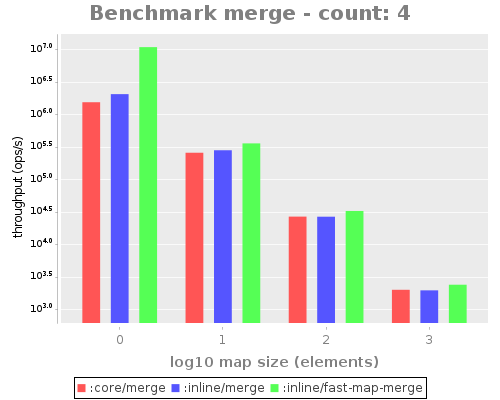 Benchmark merge - count: 4
throughput (ops/s)
10^7.0
10^6.5
10^6.0
10^5.5
10^5.0
10^4.5
10^4.0
10^3.5
10^3.0
0 1 2 3
log10 map size (elements)
:core/merge :inline/merge :inline/fast-map-merge